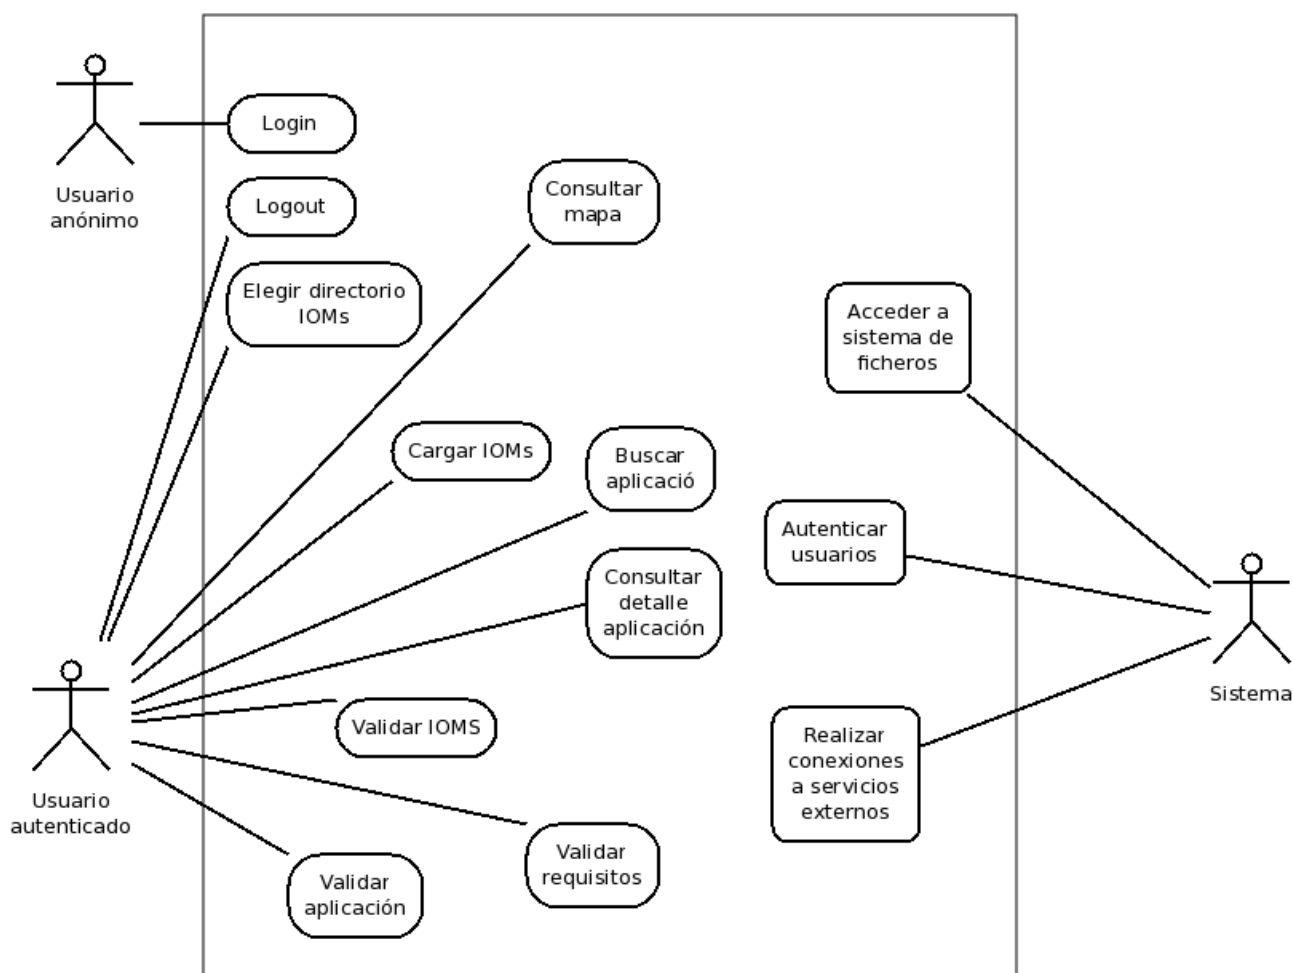 Login
Usuario
anónimo
Logout
Consultar
mapa
Elegir directorio
IOMs
Acceder a
sistema de
ficheros
Cargar IOMs
Buscar
aplicació
Autenticar
usuarios
Consultar
detalle
aplicación
Sistema
Validar IOMS
Realizar
conexiones
a servicios
externos
Usuario
autenticado
Validar
requisitos
Validar
aplicación